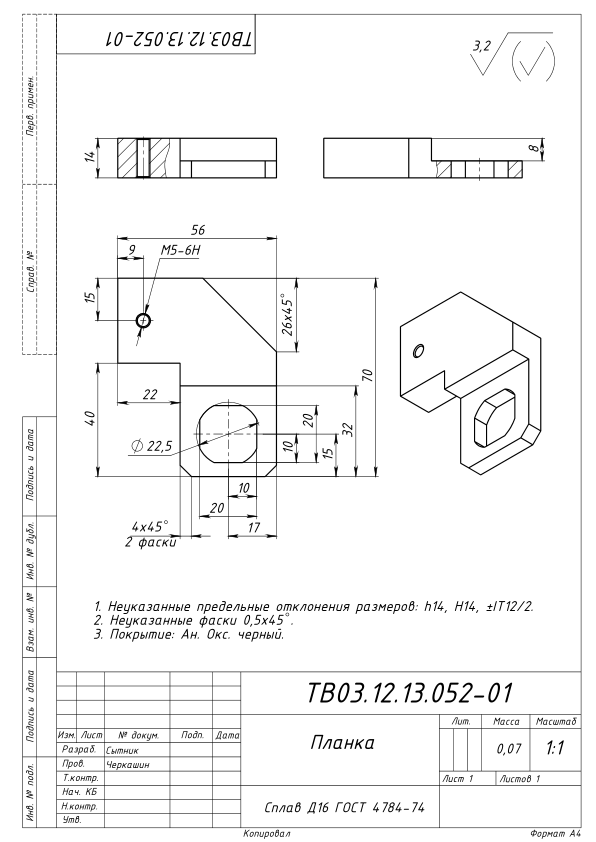 ТВ03.12.13.052-01
3,2
Перв. примен.
Справ. №
14
8
56
9
М5-6Н
15
26х45°
70
40
22
Ø 22,5
20
10
32
15
10
20
17
4х45°
2 фаски
1. Неуказанные предельные отклонения размеров: h14, H14, ±IT12/2.
2. Неуказанные фаски 0,5х45°.
3. Покрытие: Ан. Окс. черный.
Подпись и дата
Инв. № дубл.
Взам. инв. №
Подпись и дата
Инв. № подл.
ТВ03.12.13.052-01
Изм. Лист № докум. Подп. Дата
Разраб. Сытник
Пров. Черкашин
Т.контр.
Нач. КБ
Н.контр.
Утв.
Планка
Лит. Масса Масштаб
0,07 1:1
Лист 1 Листов 1
Сплав Д16 ГОСТ 4784-74
Копировал Формат А4